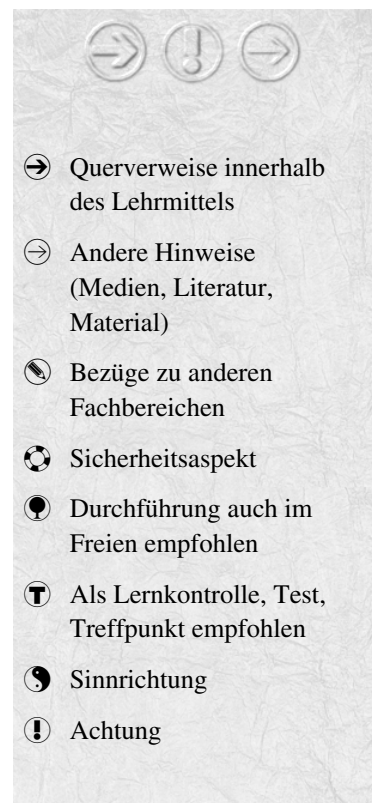 Querverweise innerhalb
des Lehrmittels
Andere Hinweise
(Medien, Literatur,
Material)
Bezüge zu anderen
Fachbereichen
Sicherheitsaspekt
Durchführung auch im
Freien empfohlen
T Als Lernkontrolle, Test,
Treffpunkt empfohlen
Sinnrichtung
! Achtung